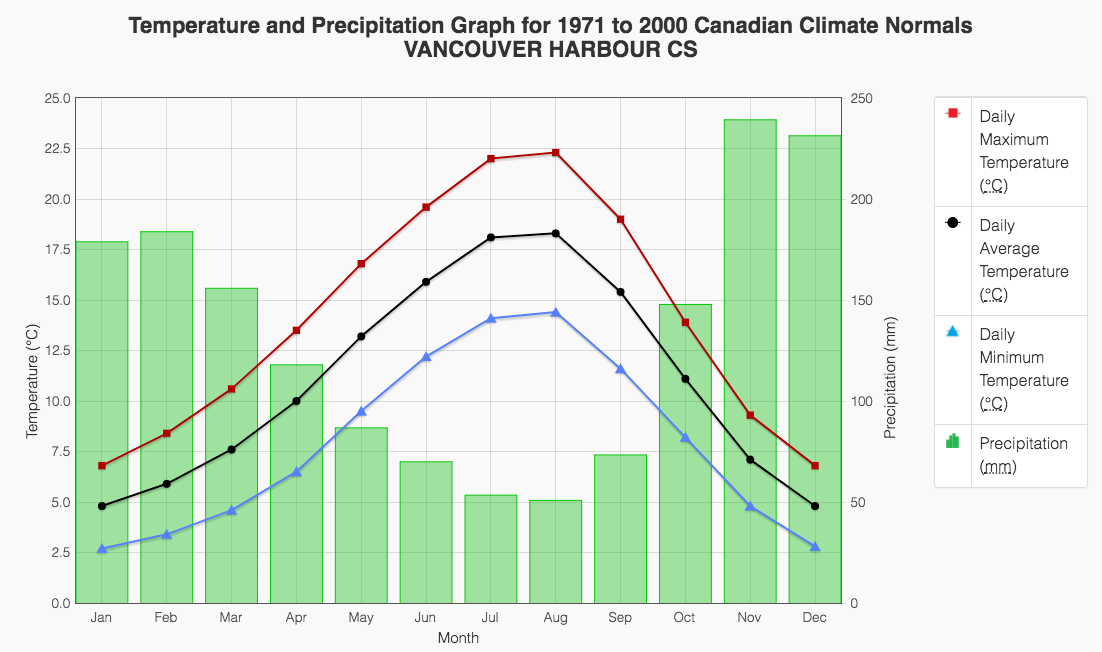 Temperature and Precipitation Graph for 1971 to 2000 Canadian Climate Normals
VANCOUVER HARBOUR CS
25.0
22.5
20.0
17.5
15.0
12.5
10.0
7.5
5.0
2.5
0.0
Temperature (°C)
250
200
150
100
50
0
Precipitation (mm)
Jan Feb Mar Apr May Jun Jul Aug Sep Oct Nov Dec
Month
Daily
Maximum
Temperature
(°C)
Daily
Average
Temperature
(°C)
Daily
Minimum
Temperature
(°C)
Precipitation
(mm)